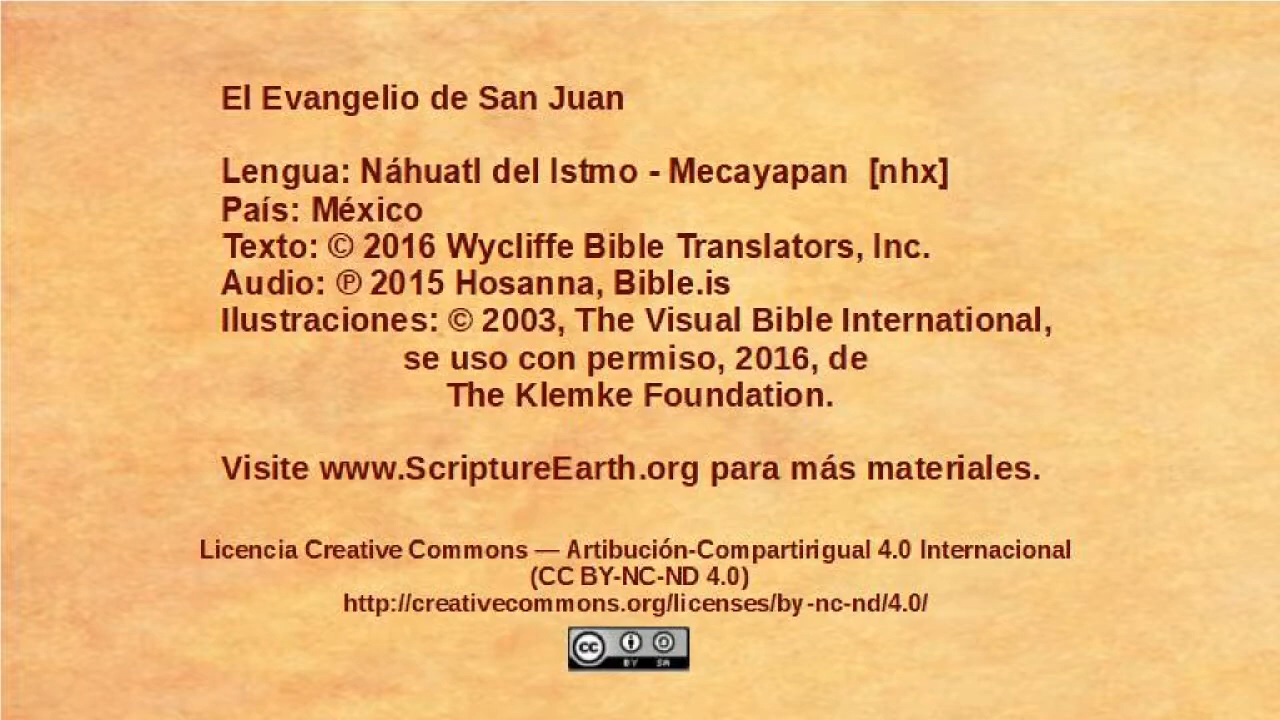 El Evangelio de San Juan
Lengua: Náhuatl del Istmo - Mecayapan [nhx]
País: México
Texto: © 2016 Wycliffe Bible Translators, Inc.
Audio: ℗ 2015 Hosanna, Bible.is
Ilustraciones: © 2003, The Visual Bible International,
se uso con permiso, 2016, de
The Klemke Foundation.
Visite www.ScriptureEarth.org para más materiales.
Licencia Creative Commons — Artibución-Compartirigual 4.0 Internacional
(CC BY-NC-ND 4.0)
http://creativecommons.org/licenses/by-nc-nd/4.0/
cc
BY SA